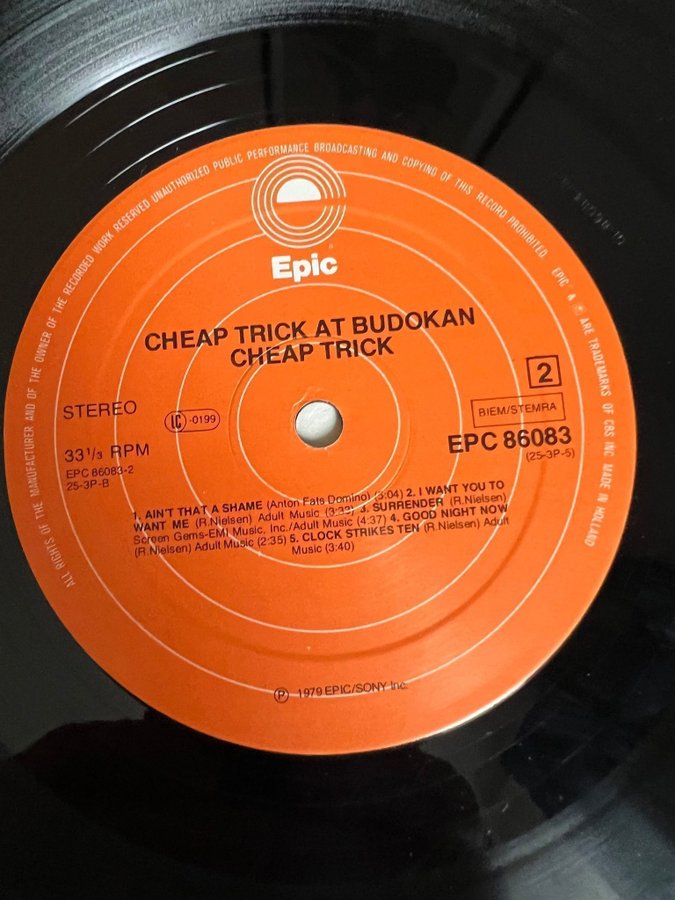 ALL RIGHTS OF THE MANUFACTURER AND OF THE OWNER OF THE RECORDED WORK RESERVED UNAUTHORIZED PUBLIC PERFORMANCE BROADCASTING AND COPYING OF THIS RECORD PROHIBITED. EPIC & ℗ ARE TRADEMARKS OF CBS INC. MADE IN HOLLAND
Epic
CHEAP TRICK AT BUDOKAN
CHEAP TRICK
STEREO
IC -0199
2
BIEM/STEMRA
33⅓ RPM
EPC 86083
EPC 86083-2
(25-3P-5)
25-3P-B
1. AIN'T THAT A SHAME (Anton Fats Domino) (5:04) 2. I WANT YOU TO
WANT ME (R.Nielsen) Adult Music (3:33) 3. SURRENDER (R.Nielsen)
Screen Gems-EMI Music, Inc./Adult Music (4:37) 4. GOOD NIGHT NOW
(R.Nielsen) Adult Music (2:35) 5. CLOCK STRIKES TEN (R.Nielsen) Adult
Music (3:40)
℗ 1979 EPIC/SONY Inc.